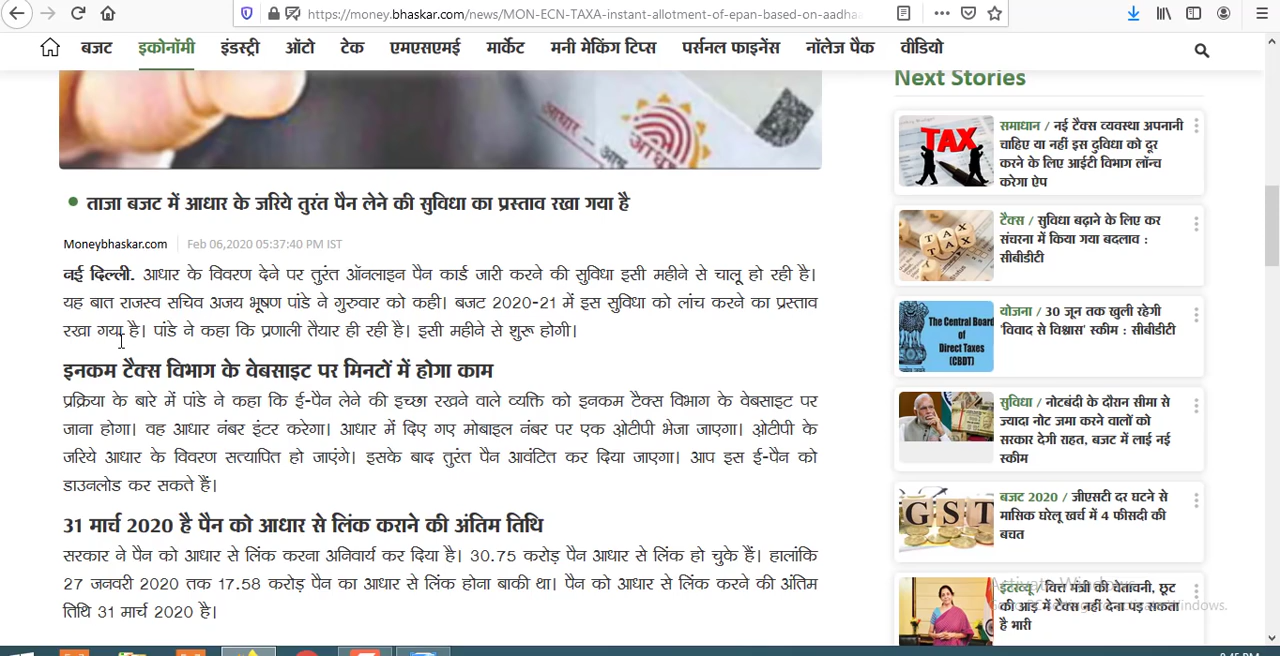 https://money.bhaskar.com/news/MON-ECN-TAXA-instant-allotment-of-epan-based-on-aadha
बजट इकोनॉमी इंडस्ट्री ऑटो टेक एमएसएमई मार्केट मनी मेकिंग टिप्स पर्सनल फाइनेंस नॉलेज पैक वीडियो
आधार
ताजा बजट में आधार के जरिये तुरंत पैन लेने की सुविधा का प्रस्ताव रखा गया है
Moneybhaskar.com Feb 06,2020 05:37:40 PM IST
नई दिल्ली. आधार के विवरण देने पर तुरंत ऑनलाइन पैन कार्ड जारी करने की सुविधा इसी महीने से चालू हो रही है।
यह बात राजस्व सचिव अजय भूषण पांडे ने गुरुवार को कही। बजट 2020-21 में इस सुविधा को लांच करने का प्रस्ताव
रखा गया है। पांडे ने कहा कि प्रणाली तैयार ही रही है। इसी महीने से शुरू होगी।
इनकम टैक्स विभाग के वेबसाइट पर मिनटों में होगा काम
प्रक्रिया के बारे में पांडे ने कहा कि ई-पैन लेने की इच्छा रखने वाले व्यक्ति को इनकम टैक्स विभाग के वेबसाइट पर
जाना होगा। वह आधार नंबर इंटर करेगा। आधार में दिए गए मोबाइल नंबर पर एक ओटीपी भेजा जाएगा। ओटीपी के
जरिये आधार के विवरण सत्यापित हो जाएंगे। इसके बाद तुरंत पैन आवंटित कर दिया जाएगा। आप इस ई-पैन को
डाउनलोड कर सकते हैं।
31 मार्च 2020 है पैन को आधार से लिंक कराने की अंतिम तिथि
सरकार ने पैन को आधार से लिंक करना अनिवार्य कर दिया है। 30.75 करोड़ पैन आधार से लिंक हो चुके हैं। हालांकि
27 जनवरी 2020 तक 17.58 करोड़ पैन का आधार से लिंक होना बाकी था। पैन को आधार से लिंक करने की अंतिम
तिथि 31 मार्च 2020 है।
Next Stories
TAX
समाधान / नई टैक्स व्यवस्था अपनानी
चाहिए या नहीं इस दुविधा को दूर
करने के लिए आईटी विभाग लॉन्च
करेगा ऐप
TAX
टैक्स / सुविधा बढ़ाने के लिए कर
संरचना में किया गया बदलाव :
सीबीडीटी
The Central Board
of
Direct Taxes
(CBDT)
योजना / 30 जून तक खुली रहेगी
'विवाद से विश्वास' स्कीम : सीबीडीटी
सुविधा / नोटबंदी के दौरान सीमा से
ज्यादा नोट जमा करने वालों को
सरकार देगी राहत, बजट में लाई नई
स्कीम
GST
बजट 2020 / जीएसटी दर घटने से
मासिक घरेलू खर्च में 4 फीसदी की
बचत
इंटरव्यू / वित्त मंत्री की चेतावनी, छूट
की आड़ में टैक्स नहीं देना पड़ सकता
है भारी
Activate Windows